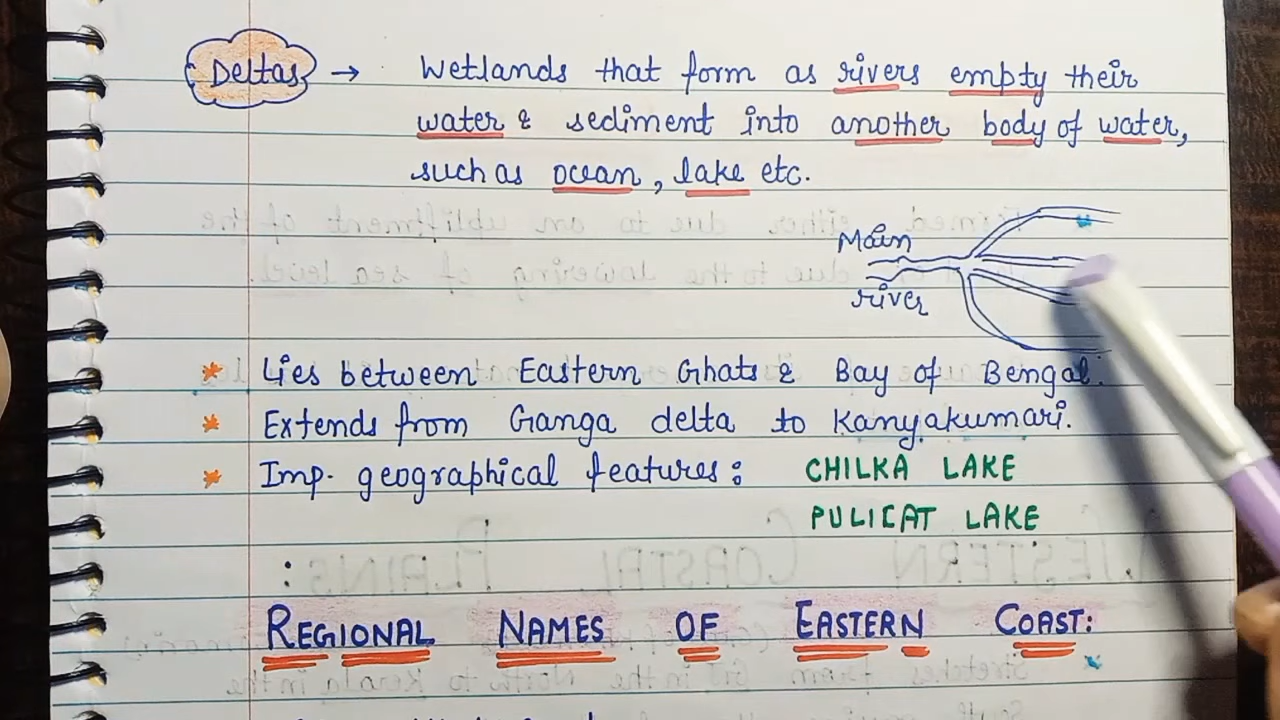 Deltas → Wetlands that form as rivers empty their
water & sediment into another body of water,
such as ocean, lake etc.
Main
river
* Lies between Eastern Ghats & Bay of Bengal.
* Extends from Ganga delta to Kanyakumari.
* Imp. geographical features: CHILKA LAKE
PULICAT LAKE
REGIONAL NAMES OF EASTERN COAST: